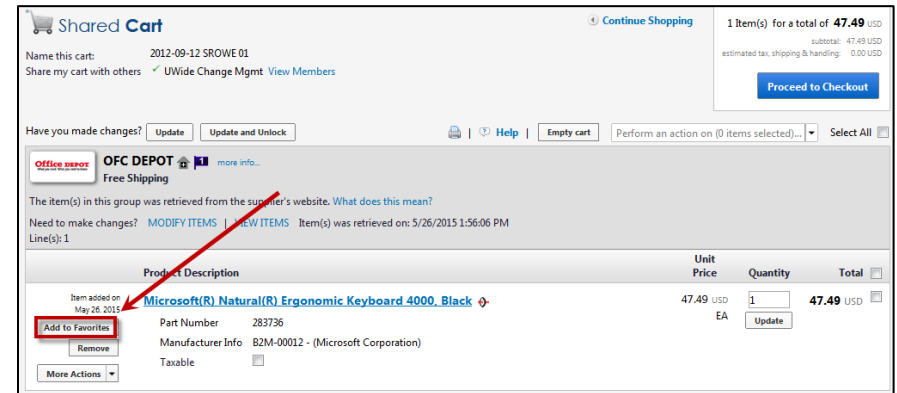 Shared Cart
Continue Shopping
1 Item(s) for a total of 47.49 USD
subtotal: 47.49 USD
estimated tax, shipping & handling: 0.00 USD
Proceed to Checkout
Name this cart: 2012-09-12 SROWE 01
Share my cart with others ✓ UWide Change Mgmt View Members
Have you made changes? Update Update and Unlock | Help | Empty cart Perform an action on (0 items selected)... Select All
Office DEPOT
OFC DEPOT 1 more info...
Free Shipping
The item(s) in this group was retrieved from the supplier's website. What does this mean?
Need to make changes? MODIFY ITEMS | VIEW ITEMS Item(s) was retrieved on: 5/26/2015 1:56:06 PM
Line(s): 1
Product Description Unit Price Quantity Total
Item added on May 26, 2015
Microsoft(R) Natural(R) Ergonomic Keyboard 4000, Black 47.49 USD 1 47.49 USD
EA Update
Add to Favorites
Part Number 283736
Remove
Manufacturer Info B2M-00012 - (Microsoft Corporation)
Taxable
More Actions